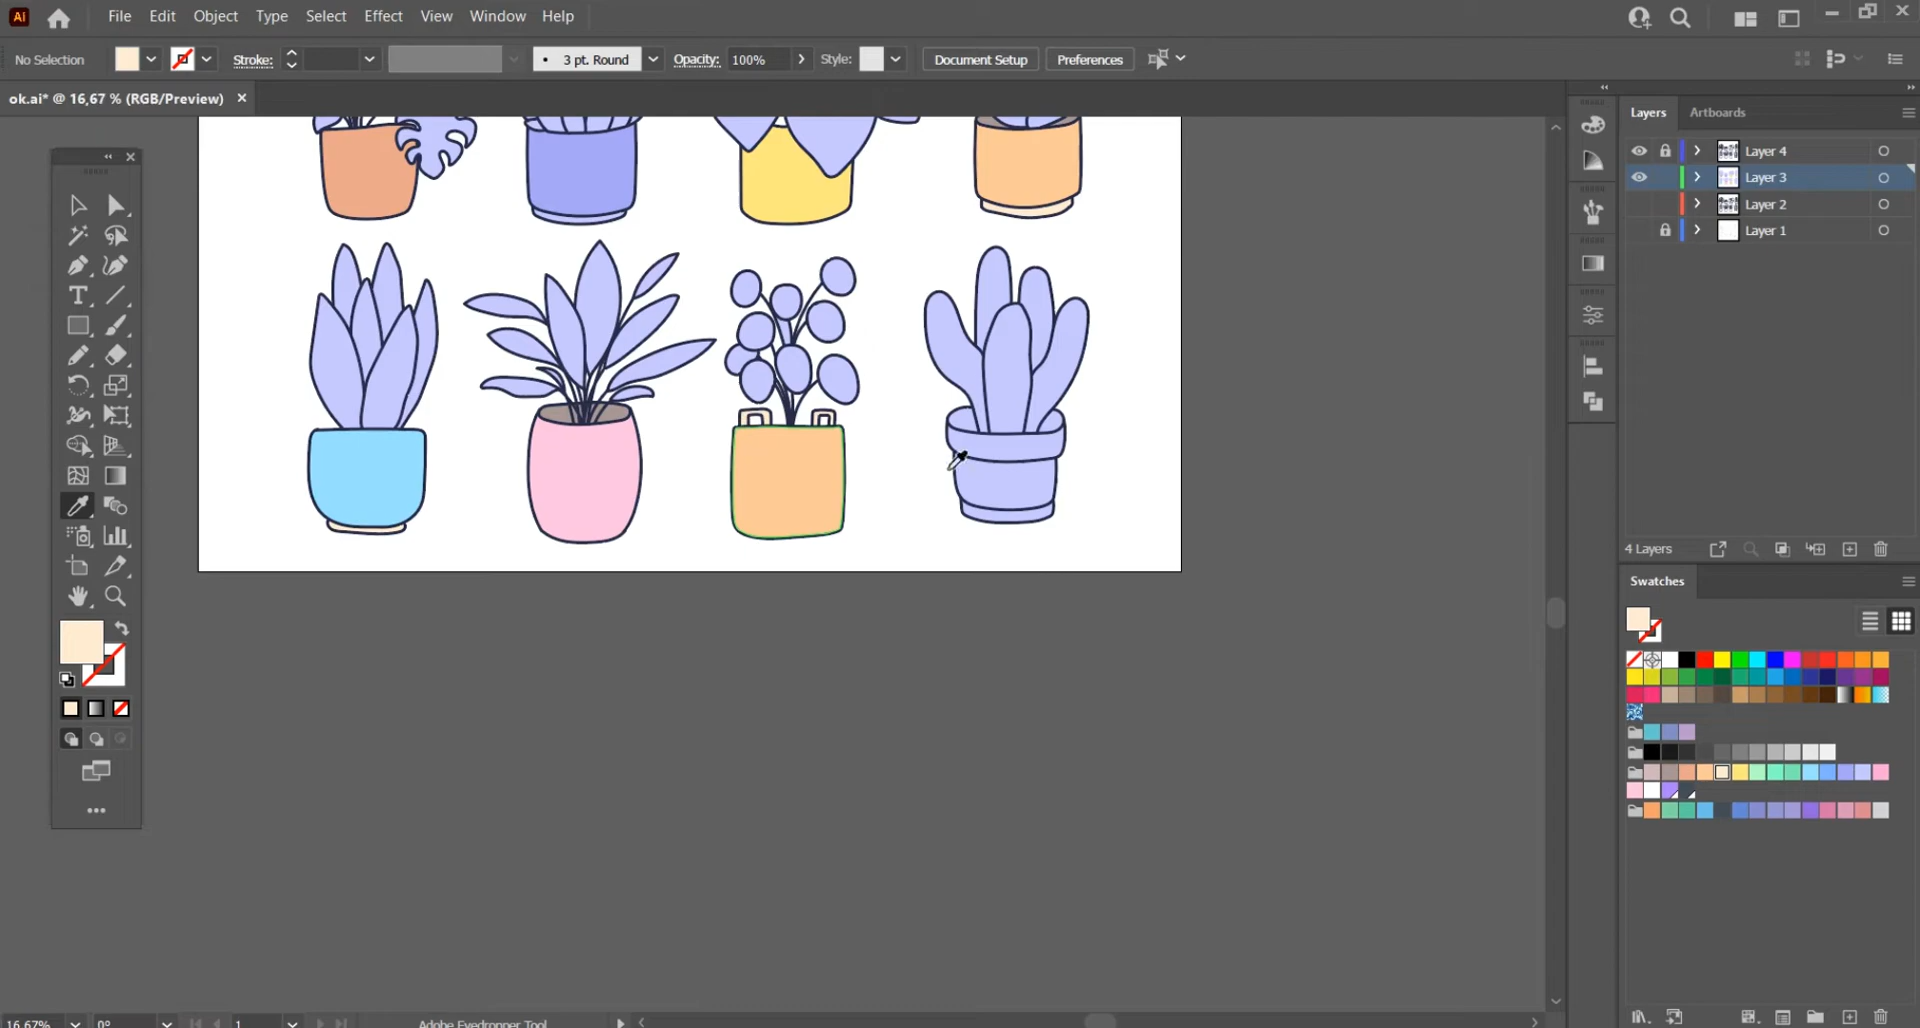 Ai File Edit Object Type Select Effect View Window Help
No Selection Stroke: 3 pt. Round Opacity: 100% Style: Document Setup Preferences
ok.ai* @ 16,67 % (RGB/Preview)
Layers Artboards
Layer 4
Layer 3
Layer 2
Layer 1
4 Layers
Swatches
16,67% 0° 1 Adobe Eyedropper Tool